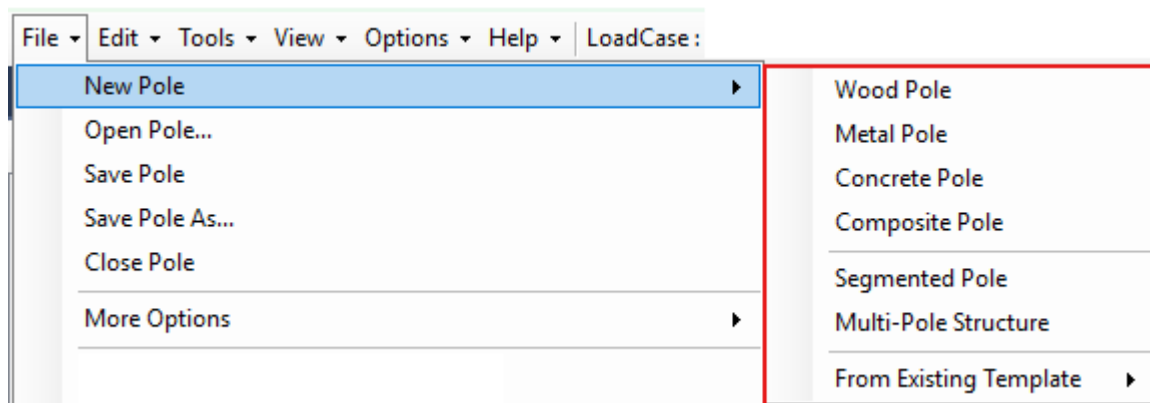 File Edit Tools View Options Help LoadCase :
New Pole
Open Pole...
Save Pole
Save Pole As...
Close Pole
More Options
Wood Pole
Metal Pole
Concrete Pole
Composite Pole
Segmented Pole
Multi-Pole Structure
From Existing Template